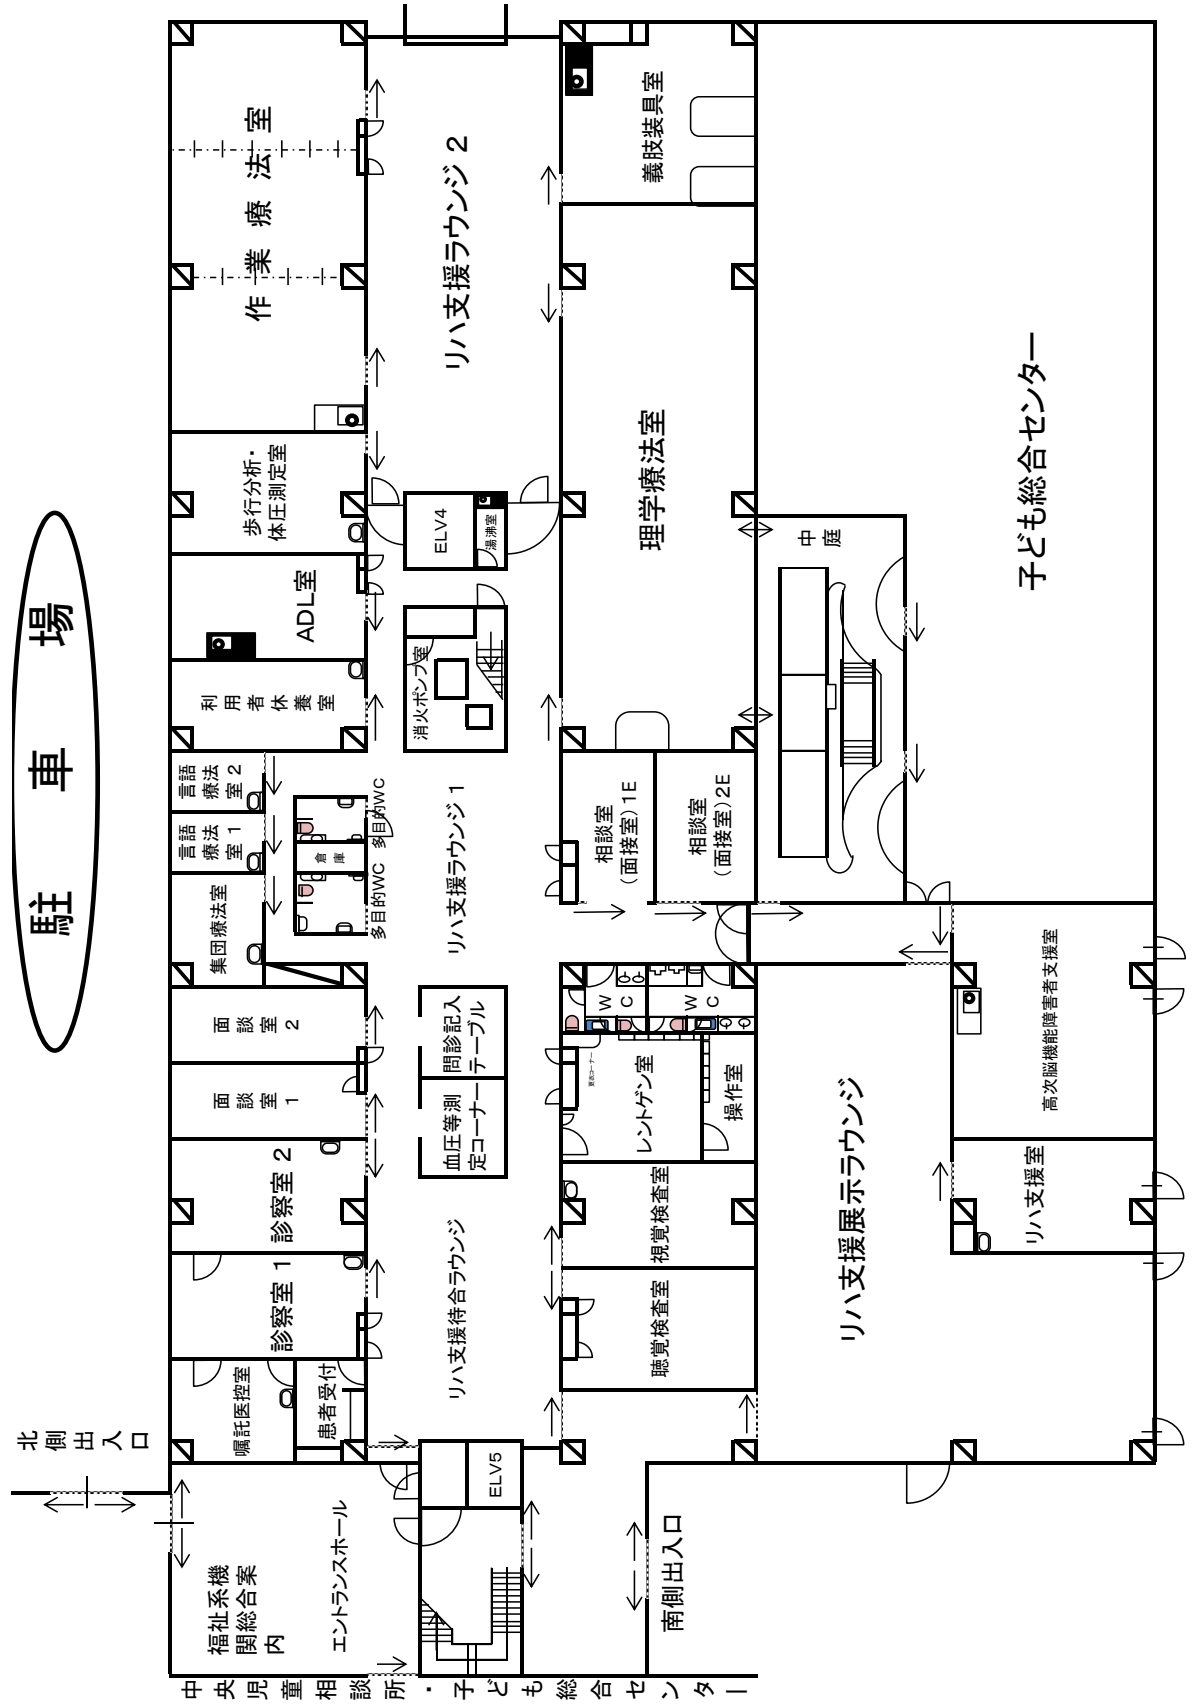 駐 車 場
北側出入口
作業療法室
歩行分析・
体圧測定室
ADL室
利用者休養室
言語
療法
室2
言語
療法
室1
集団療法室
面談室2
面談室1
診察室2
診察室1
嘱託医控室
患者受付
福祉系機
関総合案
内
エントランスホール
リハ支援ラウンジ2
ELV4
湯沸室
消火ポンプ室
多目的WC
倉庫
多目的WC
リハ支援ラウンジ1
問診記入
テーブル
血圧等測
定コーナー
リハ支援待合ラウンジ
ELV5
義肢装具室
理学療法室
相談室
(面接室)1E
相談室
(面接室)2E
WC
WC
更衣コーナー
レントゲン室
操作室
視覚検査室
聴覚検査室
南側出入口
中庭
子ども総合センター
高次脳機能障害者支援室
リハ支援室
リハ支援展示ラウンジ
中央児童相談所・子ども総合センター